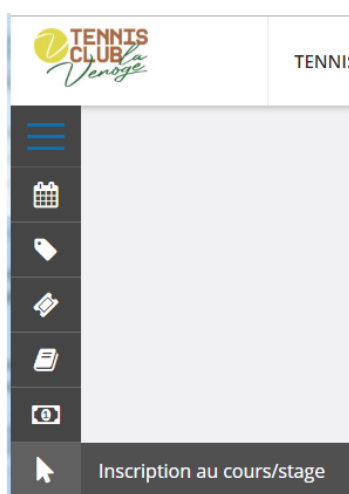 TENNIS
CLUB la
Venoge
TENNIS
Inscription au cours/stage